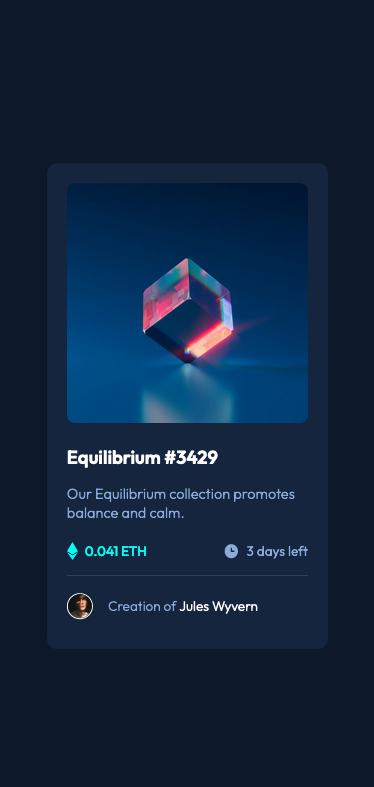 Equilibrium #3429
Our Equilibrium collection promotes
balance and calm.
0.041 ETH
3 days left
Creation of Jules Wyvern